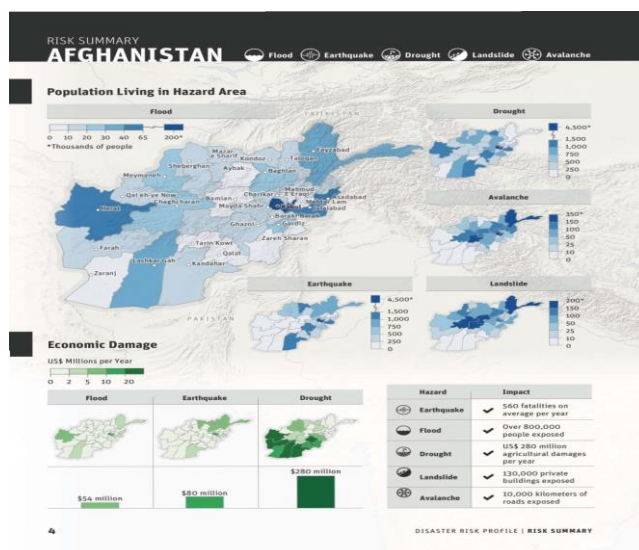 RISK SUMMARY
AFGHANISTAN
Flood Earthquake Drought Landslide Avalanche
Population Living in Hazard Area
Flood
0 10 20 30 40 65 200*
*Thousands of people
TAJIKISTAN
Fayzabad
Mazar-
e Sharif
Kondoz
Taloqan
Sheberghan
Aybak
Baghlan
Meymaneh
Mahmud-
E Eraqi
Charikar
Asadabad
Qal eh-ye Now
Chaghcharan
Bamian
Mayda Shahr
Kabul
Mehtar Lam
Jalalabad
Herat
Baraki Barak
Ghazni
Gardiz
Zareh Sharan
Farah
Tarin Kowt
Qalat
Lashkar Gah
Kandahar
Zaranj
PAKISTAN
Drought
4,500*
1,500
1,000
750
500
250
0
Avalanche
350*
150
100
50
25
10
0
Earthquake
4,500*
1,500
1,000
750
500
250
0
Landslide
200*
150
100
50
25
10
0
Economic Damage
US$ Millions per Year
0 2 5 10 20
Flood Earthquake Drought
$54 million
$80 million
$280 million
Hazard Impact
Earthquake 560 fatalities on
average per year
Flood Over 800,000
people exposed
Drought US$ 280 million
agricultural damages
per year
Landslide 130,000 private
buildings exposed
Avalanche 10,000 kilometers of
roads exposed
4
DISASTER RISK PROFILE | RISK SUMMARY